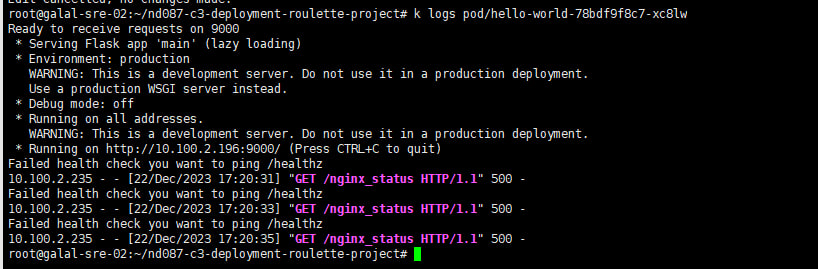 Edit cancelled, no changes made.
root@galal-sre-02:~/nd087-c3-deployment-roulette-project# k logs pod/hello-world-78bdf9f8c7-xc8lw
Ready to receive requests on 9000
 * Serving Flask app 'main' (lazy loading)
 * Environment: production
   WARNING: This is a development server. Do not use it in a production deployment.
   Use a production WSGI server instead.
 * Debug mode: off
 * Running on all addresses.
   WARNING: This is a development server. Do not use it in a production deployment.
 * Running on http://10.100.2.196:9000/ (Press CTRL+C to quit)
Failed health check you want to ping /healthz
10.100.2.235 - - [22/Dec/2023 17:20:31] "GET /nginx_status HTTP/1.1" 500 -
Failed health check you want to ping /healthz
10.100.2.235 - - [22/Dec/2023 17:20:33] "GET /nginx_status HTTP/1.1" 500 -
Failed health check you want to ping /healthz
10.100.2.235 - - [22/Dec/2023 17:20:35] "GET /nginx_status HTTP/1.1" 500 -
root@galal-sre-02:~/nd087-c3-deployment-roulette-project#